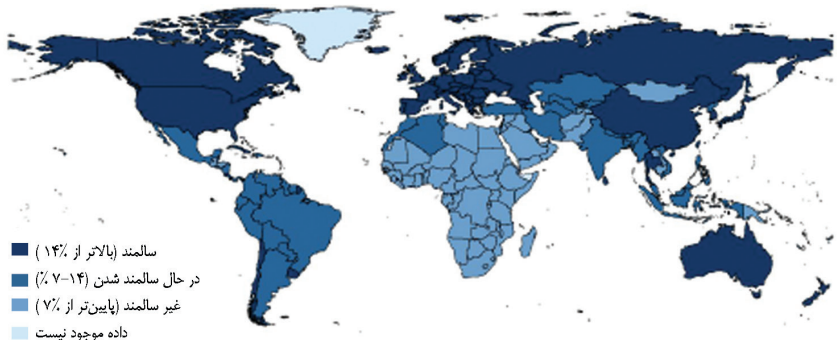 سالمند (بالاتر از ۱۴٪ )
در حال سالمند شدن (۱۴-۷ ٪)
غیر سالمند (پایین‌تر از ۷٪ )
داده موجود نیست